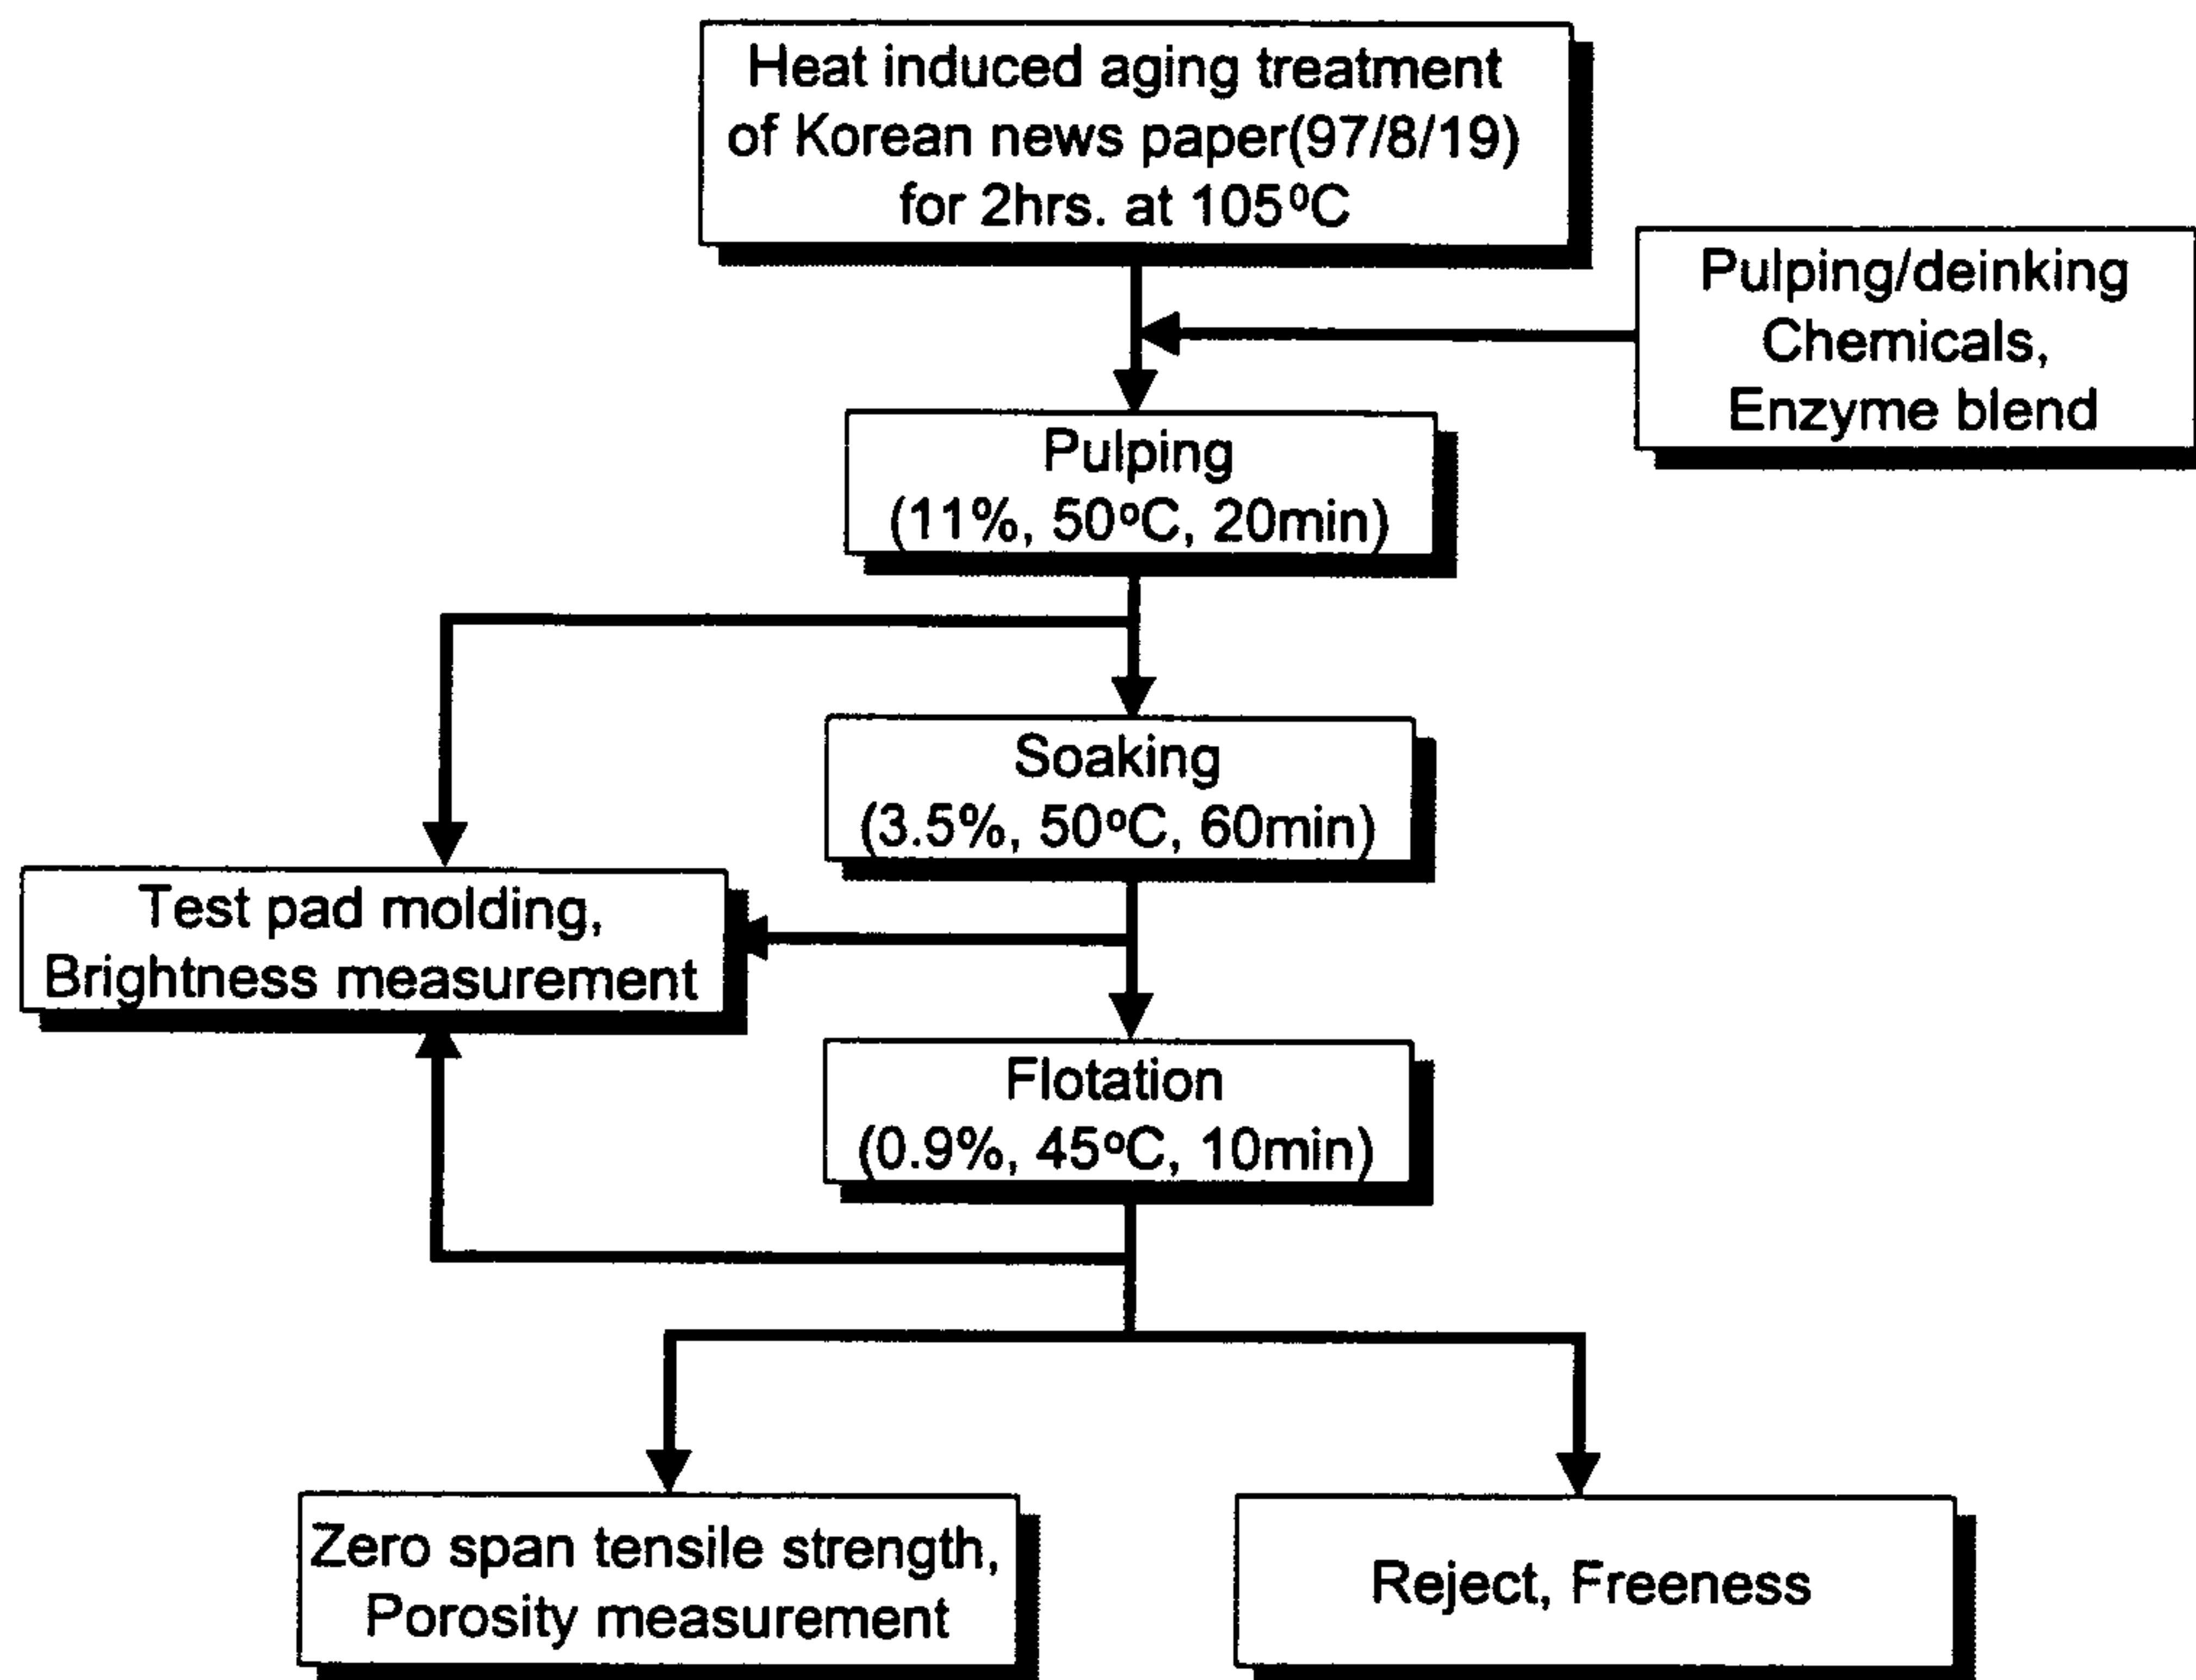 Heat induced aging treatment
of Korean news paper(97/8/19)
for 2hrs. at 105°C
Pulping/deinking
Chemicals,
Enzyme blend
Pulping
(11%, 50°C, 20min)
Soaking
(3.5%, 50°C, 60min)
Test pad molding,
Brightness measurement
Flotation
(0.9%, 45°C, 10min)
Zero span tensile strength,
Porosity measurement
Reject, Freeness